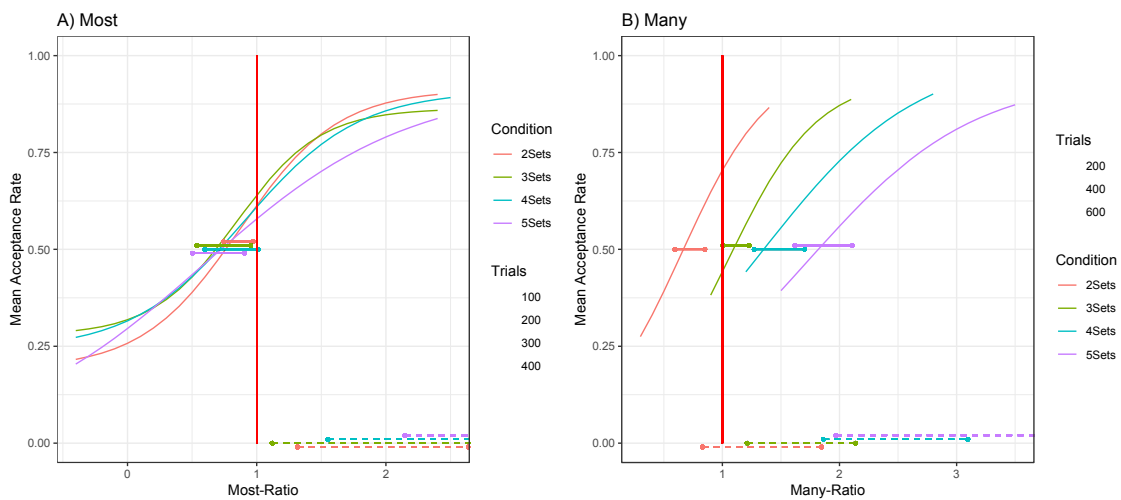 A) Most
1.00
0.75
0.50
0.25
0.00
Mean Acceptance Rate
0
1
2
Most-Ratio
Condition
2Sets
3Sets
4Sets
5Sets
Trials
100
200
300
400
B) Many
1.00
0.75
0.50
0.25
0.00
Mean Acceptance Rate
1
2
3
Many-Ratio
Trials
200
400
600
Condition
2Sets
3Sets
4Sets
5Sets